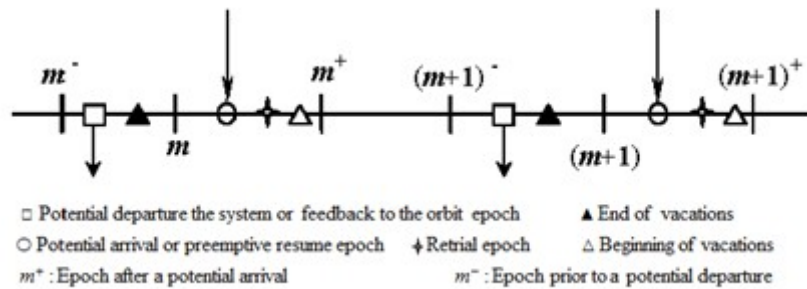 m⁻ m m⁺ (m+1)⁻ (m+1) (m+1)⁺
□ Potential departure the system or feedback to the orbit epoch ▲ End of vacations
○ Potential arrival or preemptive resume epoch ✦ Retrial epoch △ Beginning of vacations
m⁺ : Epoch after a potential arrival m⁻ : Epoch prior to a potential departure